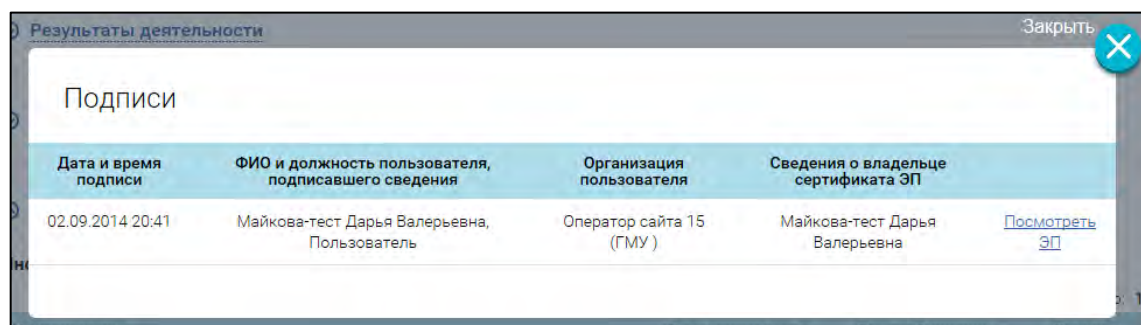 Результаты деятельности
Закрыть
Подписи
Дата и время
подписи
ФИО и должность пользователя,
подписавшего сведения
Организация
пользователя
Сведения о владельце
сертификата ЭП
02.09.2014 20:41
Майкова-тест Дарья Валерьевна,
Пользователь
Оператор сайта 15
(ГМУ )
Майкова-тест Дарья
Валерьевна
Посмотреть
ЭП